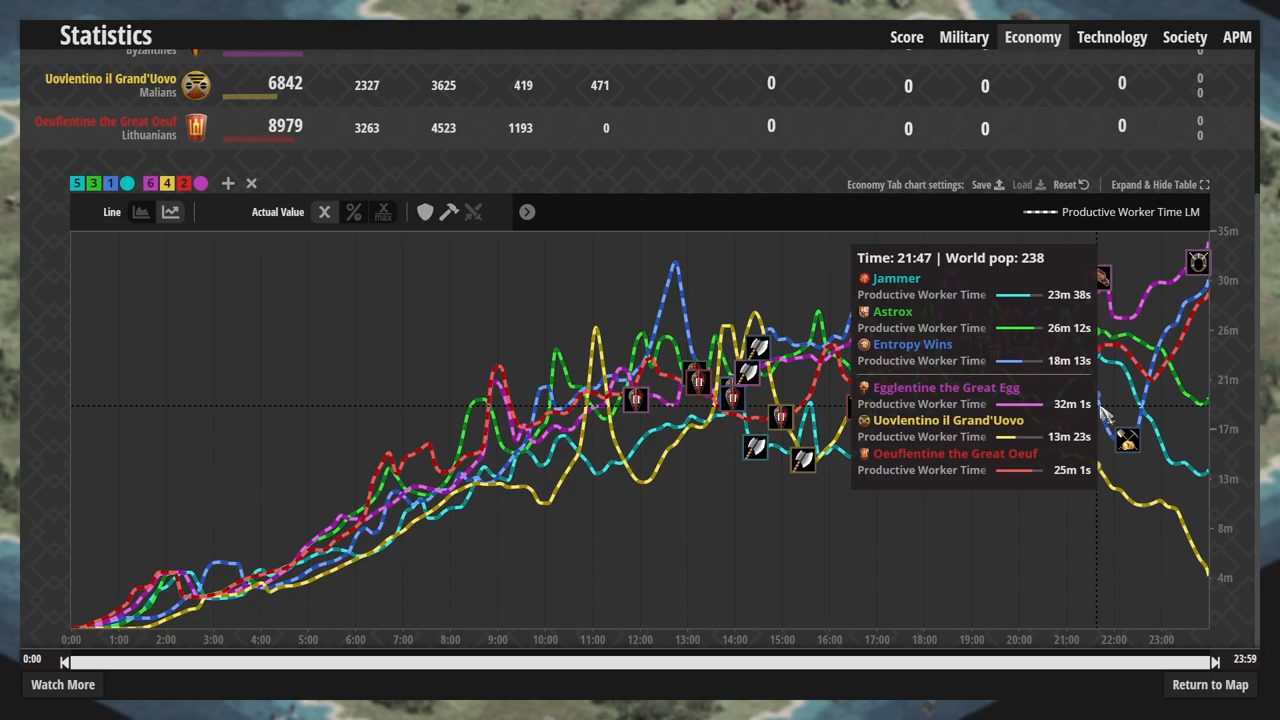 Statistics
Score Military Economy Technology Society APM
Byzantines 0 0 0 0 0
Uovlentino il Grand'Uovo
Malians
6842 2327 3625 419 471 0 0 0 0 0 0
Oeuflentine the Great Oeuf
Lithuanians
8979 3263 4523 1193 0 0 0 0 0 0 0
5 3 1 6 4 2 + ×
Economy Tab chart settings: Save Load Reset Expand & Hide Table
Line Actual Value X % X/max
Productive Worker Time LM
35m
30m
26m
21m
17m
13m
8m
4m
Time: 21:47 | World pop: 238
Jammer
Productive Worker Time 23m 38s
Astrox
Productive Worker Time 26m 12s
Entropy Wins
Productive Worker Time 18m 13s
Egglentine the Great Egg
Productive Worker Time 32m 1s
Uovlentino il Grand'Uovo
Productive Worker Time 13m 23s
Oeuflentine the Great Oeuf
Productive Worker Time 25m 1s
0:00 1:00 2:00 3:00 4:00 5:00 6:00 7:00 8:00 9:00 10:00 11:00 12:00 13:00 14:00 15:00 16:00 17:00 18:00 19:00 20:00 21:00 22:00 23:00
0:00 23:59
Watch More Return to Map